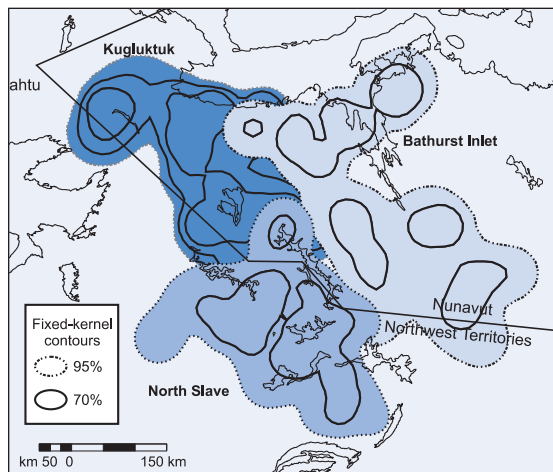 Kugluktuk
ahtu
Bathurst Inlet
Nunavut
Northwest Territories
North Slave
Fixed-kernel
contours
95%
70%
km 50 0 150 km